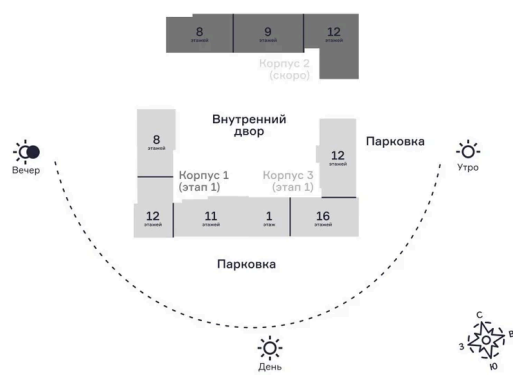 8
этажей
9
этажей
12
этажей
Корпус 2
(скоро)
Внутренний
двор
8
этажей
12
этажей
Парковка
Вечер
Утро
Корпус 1
(этап 1)
Корпус 3
(этап 1)
12
этажей
11
этажей
1
этаж
16
этажей
Парковка
День
С
В
З
Ю